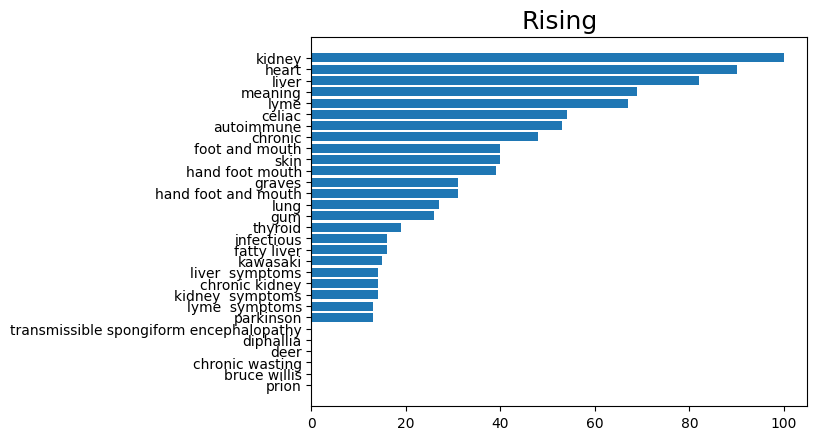 Rising
kidney
heart
liver
meaning
lyme
celiac
autoimmune
chronic
foot and mouth
skin
hand foot mouth
graves
hand foot and mouth
lung
gum
thyroid
infectious
fatty liver
kawasaki
liver  symptoms
chronic kidney
kidney  symptoms
lyme  symptoms
parkinson
transmissible spongiform encephalopathy
diphallia
deer
chronic wasting
bruce willis
prion
0 20 40 60 80 100